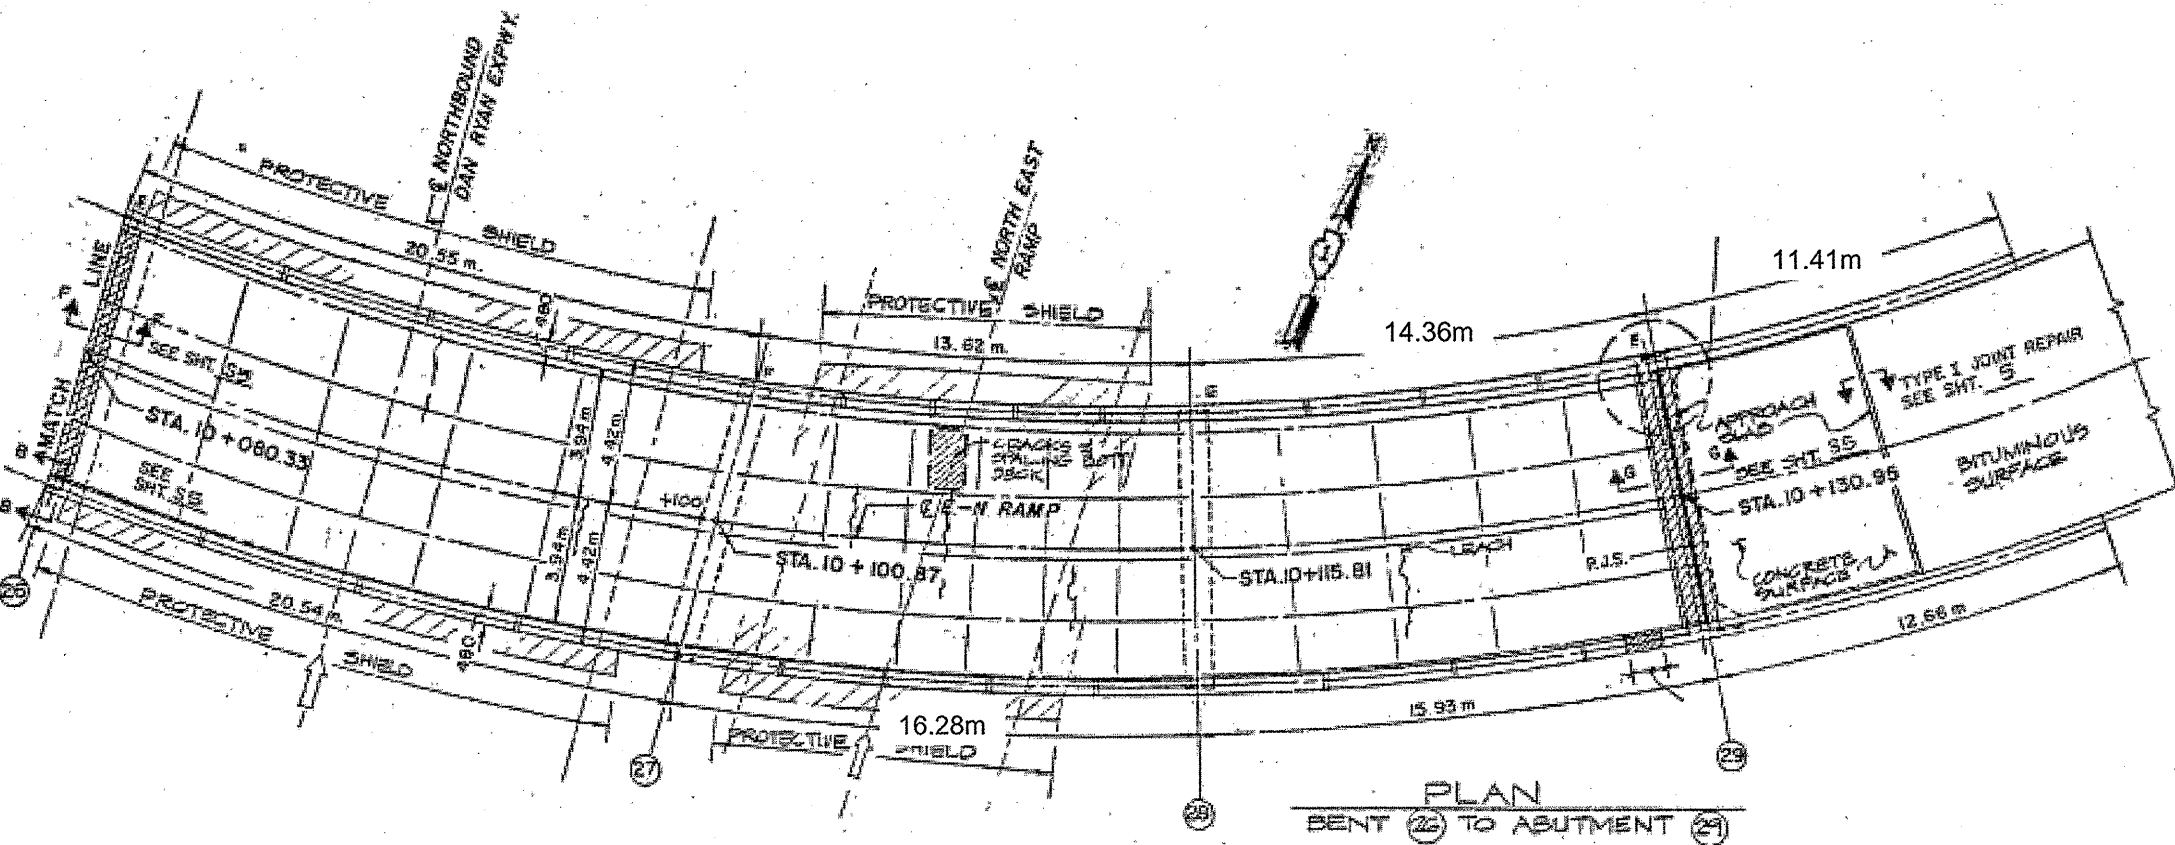 ℄ NORTHBOUND
DAN RYAN EXPWY.
PROTECTIVE SHIELD
20.55 m.
℄ NORTH EAST
RAMP
PROTECTIVE SHIELD
13.62 m.
14.36m
11.41m
480
MATCH LINE
F
F
SEE SHT. S5
STA. 10+080.33
SEE
SHT. S5
B
B
3.94m
4.42m
3.94m
4.42m
+100
F
E
E
CRACKS
℄ E-N RAMP
STA. 10+100.87
STA. 10+115.81
LEACH
P.J.S.
G
G
APPROACH
SLAB
SEE SHT. S5
STA. 10+130.95
TYPE I JOINT REPAIR
SEE SHT. S
BITUMINOUS
SURFACE
CONCRETE
SURFACE
20.54 m.
PROTECTIVE SHIELD
480
16.28m
PROTECTIVE SHIELD
15.93 m
12.66 m
26
27
28
29
PLAN
BENT 26 TO ABUTMENT 29